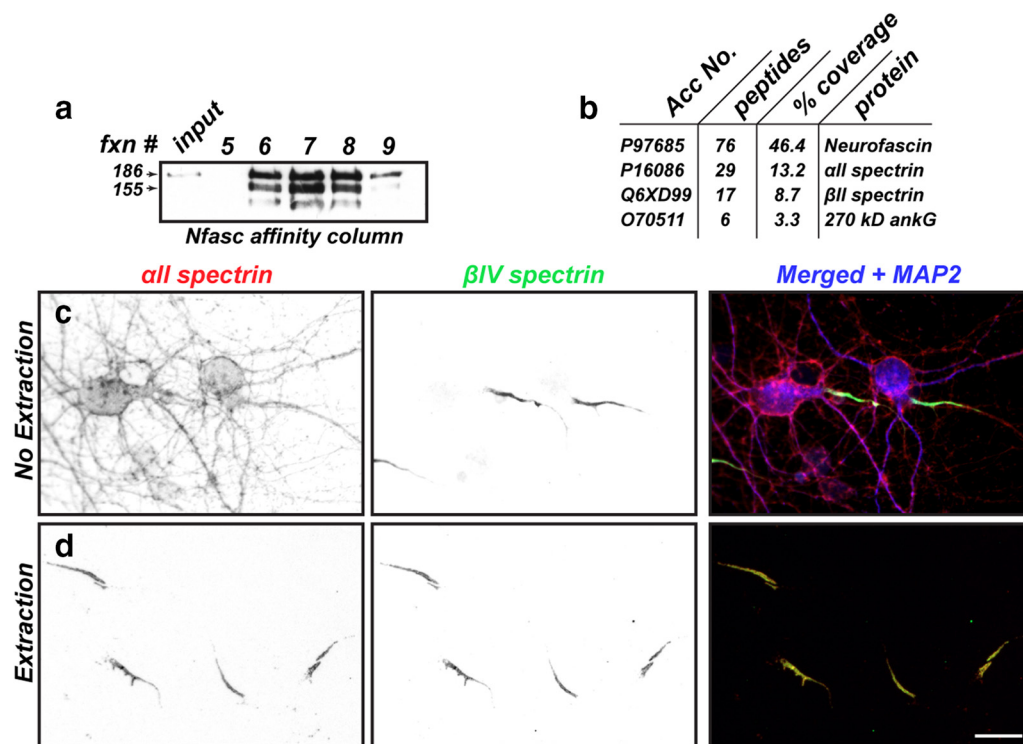 a
fxn # input 5 6 7 8 9
186
155
Nfasc affinity column
b
Acc No. peptides % coverage protein
P97685 76 46.4 Neurofascin
P16086 29 13.2 αII spectrin
Q6XD99 17 8.7 βII spectrin
O70511 6 3.3 270 kD ankG
αII spectrin βIV spectrin Merged + MAP2
c
No Extraction
d
Extraction